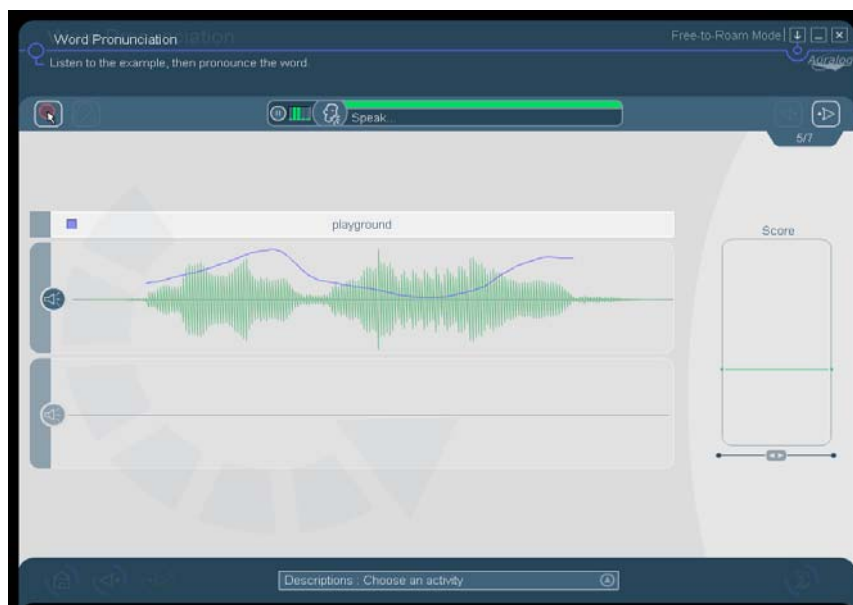 Word Pronunciation
Free-to-Roam Mode
Listen to the example, then pronounce the word.
Auralog
Speak...
5/7
playground
Score
Descriptions : Choose an activity